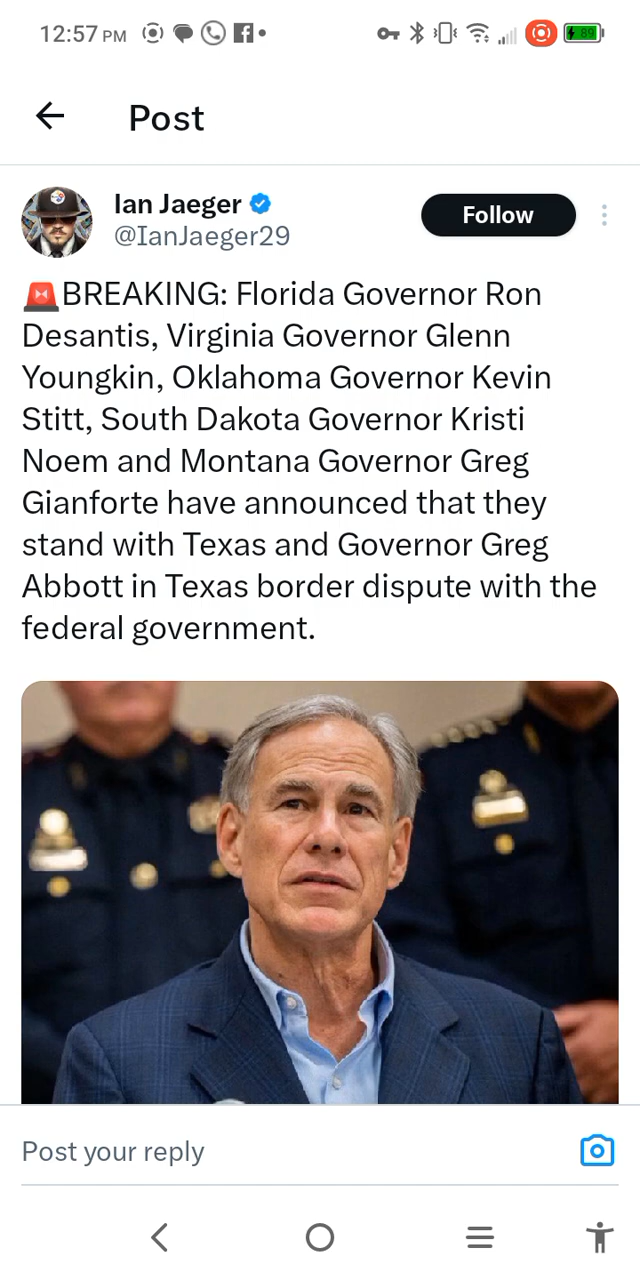 12:57 PM
89
Post
Ian Jaeger
@IanJaeger29
Follow
🚨BREAKING: Florida Governor Ron
Desantis, Virginia Governor Glenn
Youngkin, Oklahoma Governor Kevin
Stitt, South Dakota Governor Kristi
Noem and Montana Governor Greg
Gianforte have announced that they
stand with Texas and Governor Greg
Abbott in Texas border dispute with the
federal government.
Post your reply